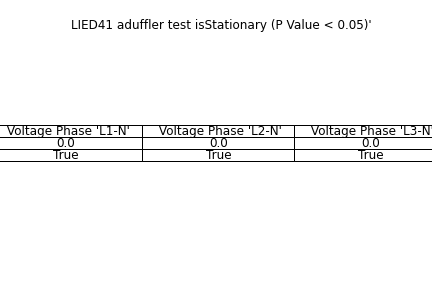 LIED41 aduffler test isStationary (P Value < 0.05)'
Voltage Phase 'L1-N' Voltage Phase 'L2-N' Voltage Phase 'L3-N'
0.0 0.0 0.0
True True True